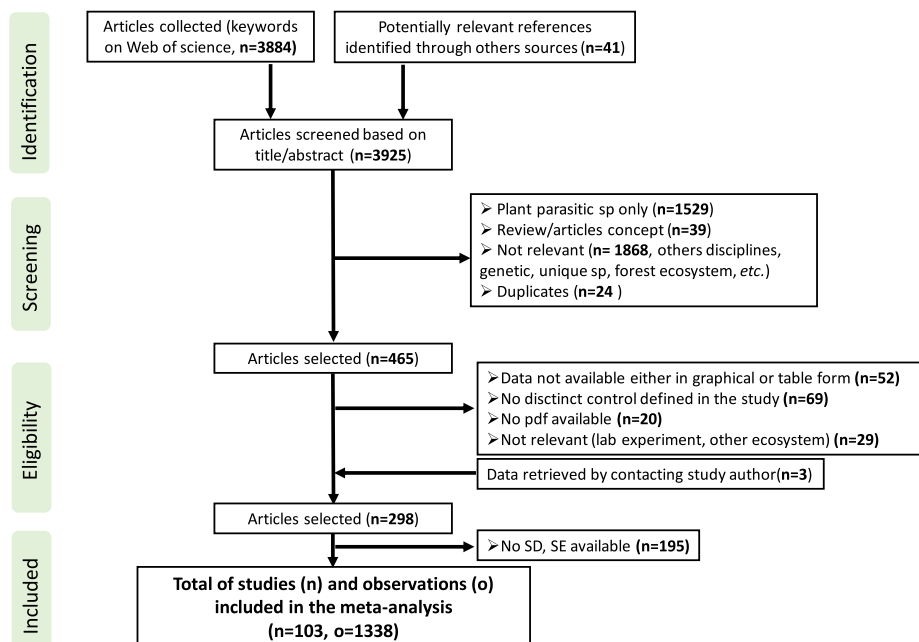 Identification
Articles collected (keywords
on Web of science, n=3884)
Potentially relevant references
identified through others sources (n=41)
Articles screened based on
title/abstract (n=3925)
Screening
➢ Plant parasitic sp only (n=1529)
➢ Review/articles concept (n=39)
➢ Not relevant (n= 1868, others disciplines,
genetic, unique sp, forest ecosystem, etc.)
➢ Duplicates (n=24 )
Articles selected (n=465)
Eligibility
➢Data not available either in graphical or table form (n=52)
➢No disctinct control defined in the study (n=69)
➢No pdf available (n=20)
➢Not relevant (lab experiment, other ecosystem) (n=29)
Data retrieved by contacting study author(n=3)
Articles selected (n=298)
Included
➢No SD, SE available (n=195)
Total of studies (n) and observations (o)
included in the meta-analysis
(n=103, o=1338)